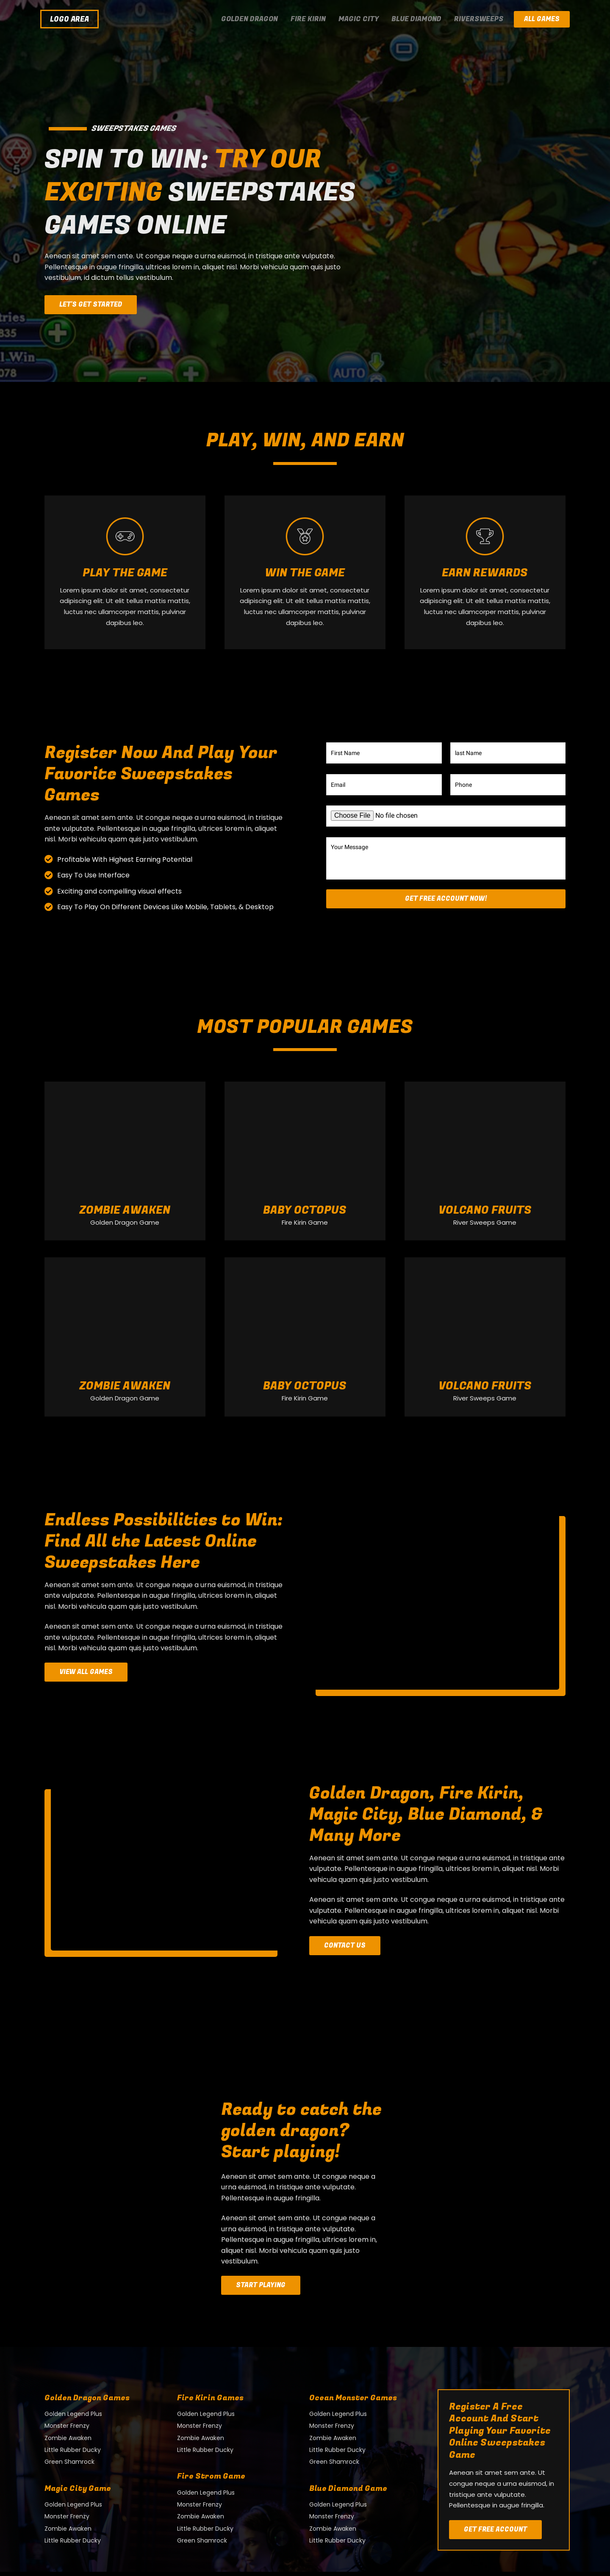 LOGO AREA
GOLDEN DRAGON FIRE KIRIN MAGIC CITY BLUE DIAMOND RIVERSWEEPS ALL GAMES
SWEEPSTAKES GAMES
SPIN TO WIN: TRY OUR
EXCITING SWEEPSTAKES
GAMES ONLINE
Aenean sit amet sem ante. Ut congue neque a urna euismod, in tristique ante vulputate.
Pellentesque in augue fringilla, ultrices lorem in, aliquet nisl. Morbi vehicula quam quis justo
vestibulum, id dictum tellus vestibulum.
LET'S GET STARTED
tries
835
l.Win
078
5
AUTO
PLAY, WIN, AND EARN
PLAY THE GAME
Lorem ipsum dolor sit amet, consectetur
adipiscing elit. Ut elit tellus mattis mattis,
luctus nec ullamcorper mattis, pulvinar
dapibus leo.
WIN THE GAME
Lorem ipsum dolor sit amet, consectetur
adipiscing elit. Ut elit tellus mattis mattis,
luctus nec ullamcorper mattis, pulvinar
dapibus leo.
EARN REWARDS
Lorem ipsum dolor sit amet, consectetur
adipiscing elit. Ut elit tellus mattis mattis,
luctus nec ullamcorper mattis, pulvinar
dapibus leo.
Register Now And Play Your
Favorite Sweepstakes
Games
Aenean sit amet sem ante. Ut congue neque a urna euismod, in tristique
ante vulputate. Pellentesque in augue fringilla, ultrices lorem in, aliquet
nisl. Morbi vehicula quam quis justo vestibulum.
Profitable With Highest Earning Potential
Easy To Use Interface
Exciting and compelling visual effects
Easy To Play On Different Devices Like Mobile, Tablets, & Desktop
First Name
last Name
Email
Phone
Choose File No file chosen
Your Message
GET FREE ACCOUNT NOW!
MOST POPULAR GAMES
ZOMBIE AWAKEN
Golden Dragon Game
BABY OCTOPUS
Fire Kirin Game
VOLCANO FRUITS
River Sweeps Game
ZOMBIE AWAKEN
Golden Dragon Game
BABY OCTOPUS
Fire Kirin Game
VOLCANO FRUITS
River Sweeps Game
Endless Possibilities to Win:
Find All the Latest Online
Sweepstakes Here
Aenean sit amet sem ante. Ut congue neque a urna euismod, in tristique
ante vulputate. Pellentesque in augue fringilla, ultrices lorem in, aliquet
nisl. Morbi vehicula quam quis justo vestibulum.
Aenean sit amet sem ante. Ut congue neque a urna euismod, in tristique
ante vulputate. Pellentesque in augue fringilla, ultrices lorem in, aliquet
nisl. Morbi vehicula quam quis justo vestibulum.
VIEW ALL GAMES
Golden Dragon, Fire Kirin,
Magic City, Blue Diamond, &
Many More
Aenean sit amet sem ante. Ut congue neque a urna euismod, in tristique ante
vulputate. Pellentesque in augue fringilla, ultrices lorem in, aliquet nisl. Morbi
vehicula quam quis justo vestibulum.
Aenean sit amet sem ante. Ut congue neque a urna euismod, in tristique ante
vulputate. Pellentesque in augue fringilla, ultrices lorem in, aliquet nisl. Morbi
vehicula quam quis justo vestibulum.
CONTACT US
Ready to catch the
golden dragon?
Start playing!
Aenean sit amet sem ante. Ut congue neque a
urna euismod, in tristique ante vulputate.
Pellentesque in augue fringilla.
Aenean sit amet sem ante. Ut congue neque a
urna euismod, in tristique ante vulputate.
Pellentesque in augue fringilla, ultrices lorem in,
aliquet nisl. Morbi vehicula quam quis justo
vestibulum.
START PLAYING
Golden Dragon Games
Golden Legend Plus
Monster Frenzy
Zombie Awaken
Little Rubber Ducky
Green Shamrock
Magic City Game
Golden Legend Plus
Monster Frenzy
Zombie Awaken
Little Rubber Ducky
Fire Kirin Games
Golden Legend Plus
Monster Frenzy
Zombie Awaken
Little Rubber Ducky
Fire Strom Game
Golden Legend Plus
Monster Frenzy
Zombie Awaken
Little Rubber Ducky
Green Shamrock
Ocean Monster Games
Golden Legend Plus
Monster Frenzy
Zombie Awaken
Little Rubber Ducky
Green Shamrock
Blue Diamond Game
Golden Legend Plus
Monster Frenzy
Zombie Awaken
Little Rubber Ducky
Register A Free
Account And Start
Playing Your Favorite
Online Sweepstakes
Game
Aenean sit amet sem ante. Ut
congue neque a urna euismod, in
tristique ante vulputate.
Pellentesque in augue fringilla.
GET FREE ACCOUNT